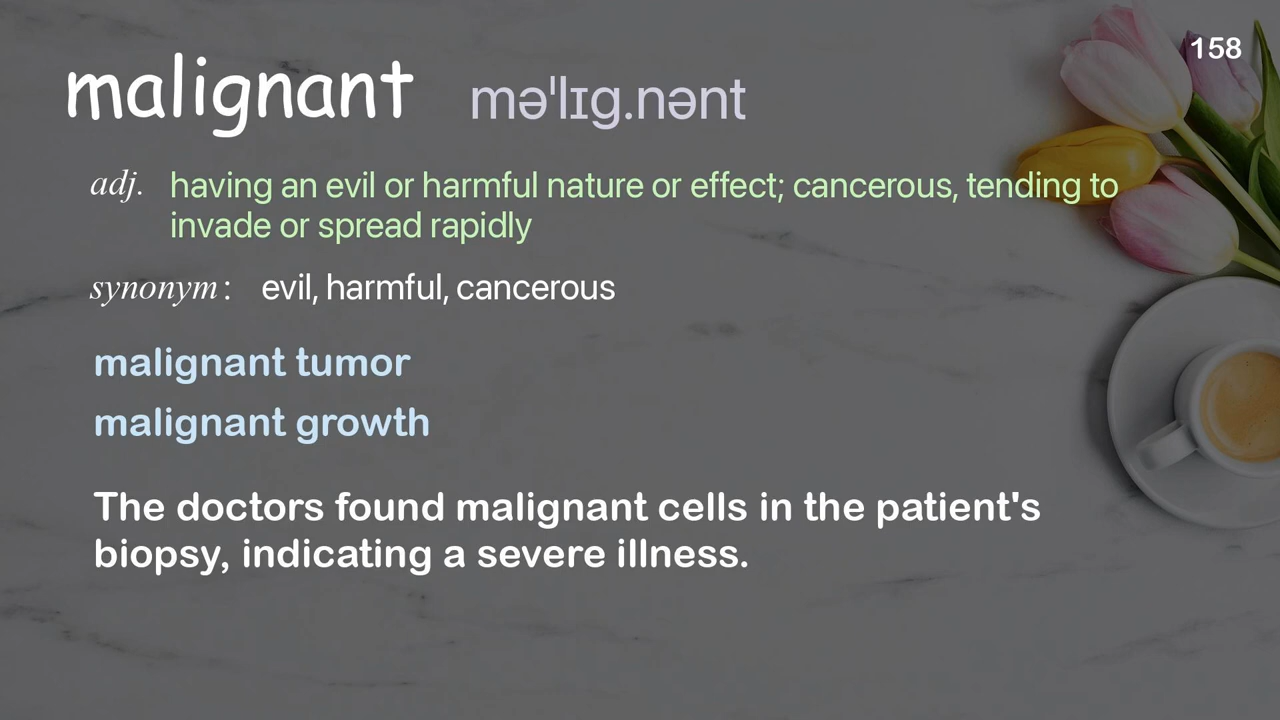 158
malignant məˈlɪɡ.nənt
adj. having an evil or harmful nature or effect; cancerous, tending to
invade or spread rapidly
synonym: evil, harmful, cancerous
malignant tumor
malignant growth
The doctors found malignant cells in the patient's
biopsy, indicating a severe illness.